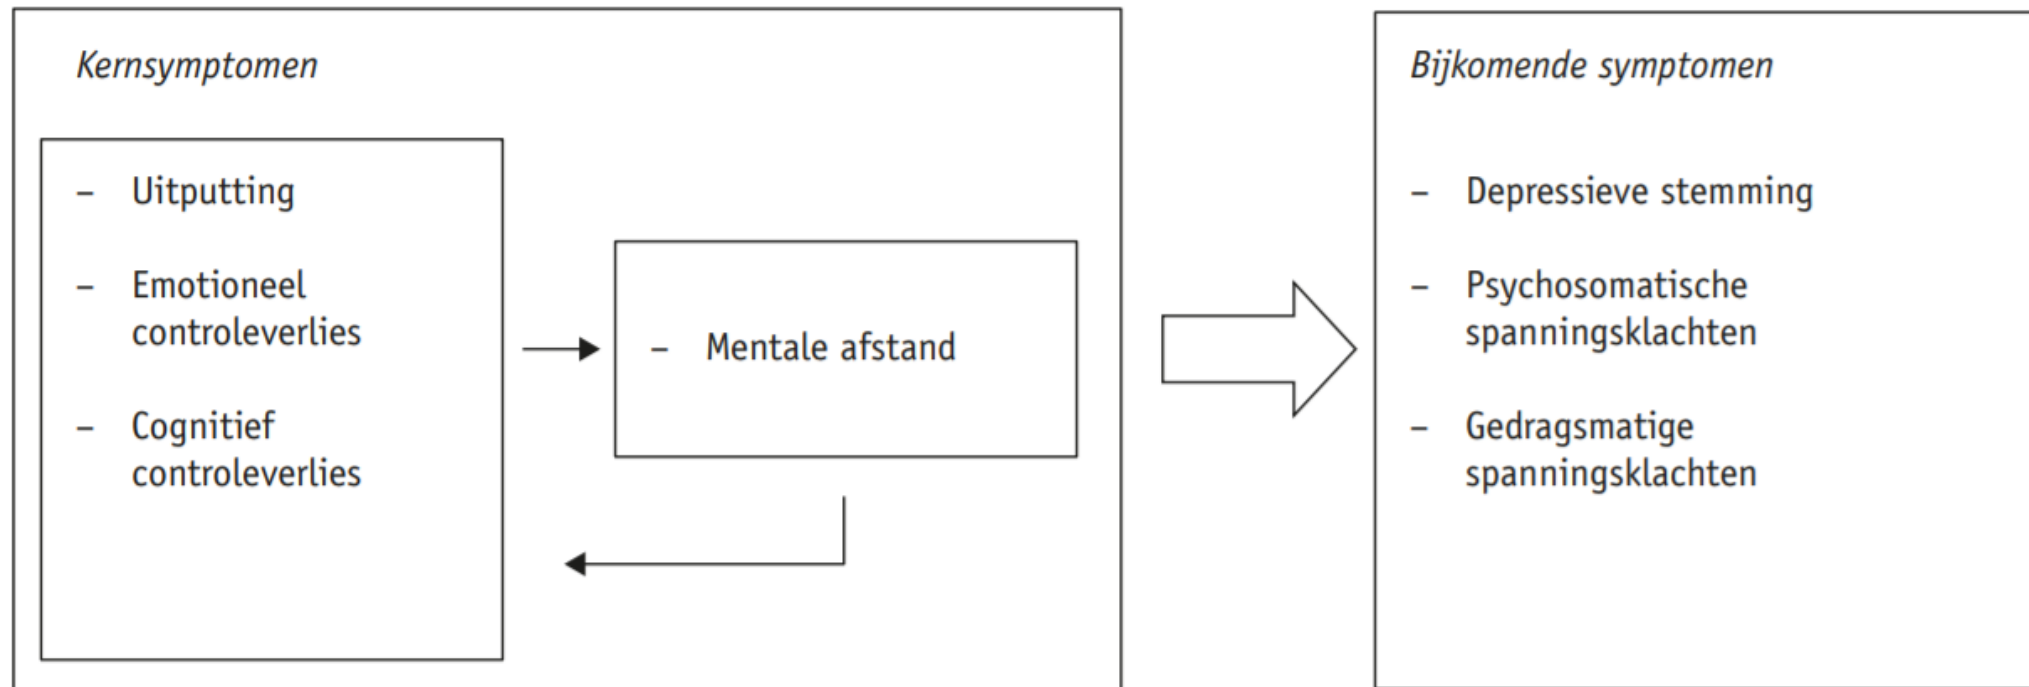 Kernsymptomen
– Uitputting
– Emotioneel
controleverlies
– Cognitief
controleverlies
– Mentale afstand
Bijkomende symptomen
– Depressieve stemming
– Psychosomatische
spanningsklachten
– Gedragsmatige
spanningsklachten